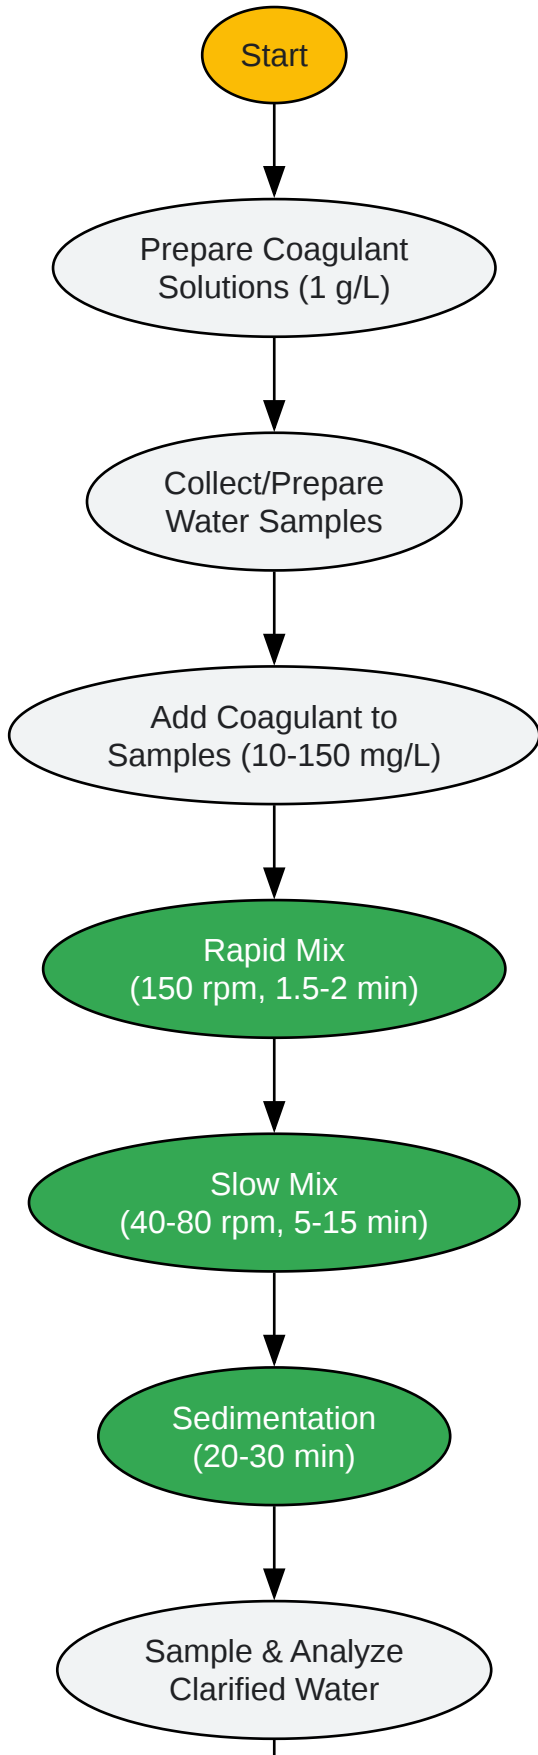 Start
Prepare Coagulant
Solutions (1 g/L)
Collect/Prepare
Water Samples
Add Coagulant to
Samples (10-150 mg/L)
Rapid Mix
(150 rpm, 1.5-2 min)
Slow Mix
(40-80 rpm, 5-15 min)
Sedimentation
(20-30 min)
Sample & Analyze
Clarified Water